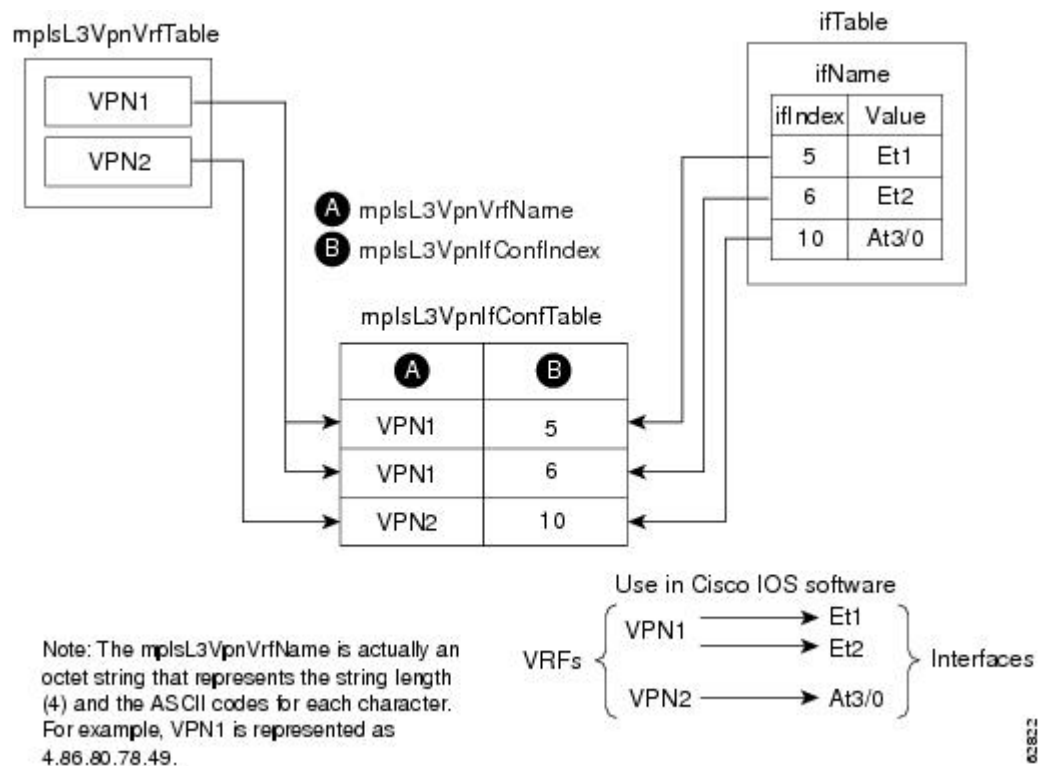 mplsL3VpnVrfTable
VPN1
VPN2
ifTable
ifName
ifIndex Value
5 Et1
6 Et2
10 At3/0
A mplsL3VpnVrfName
B mplsL3VpnIfConfIndex
mplsL3VpnIfConfTable
A B
VPN1 5
VPN1 6
VPN2 10
Use in Cisco IOS software
VRFs
VPN1
Et1
Et2
VPN2
At3/0
Interfaces
Note: The mplsL3VpnVrfName is actually an
octet string that represents the string length
(4) and the ASCII codes for each character.
For example, VPN1 is represented as
4.86.80.78.49.
62822